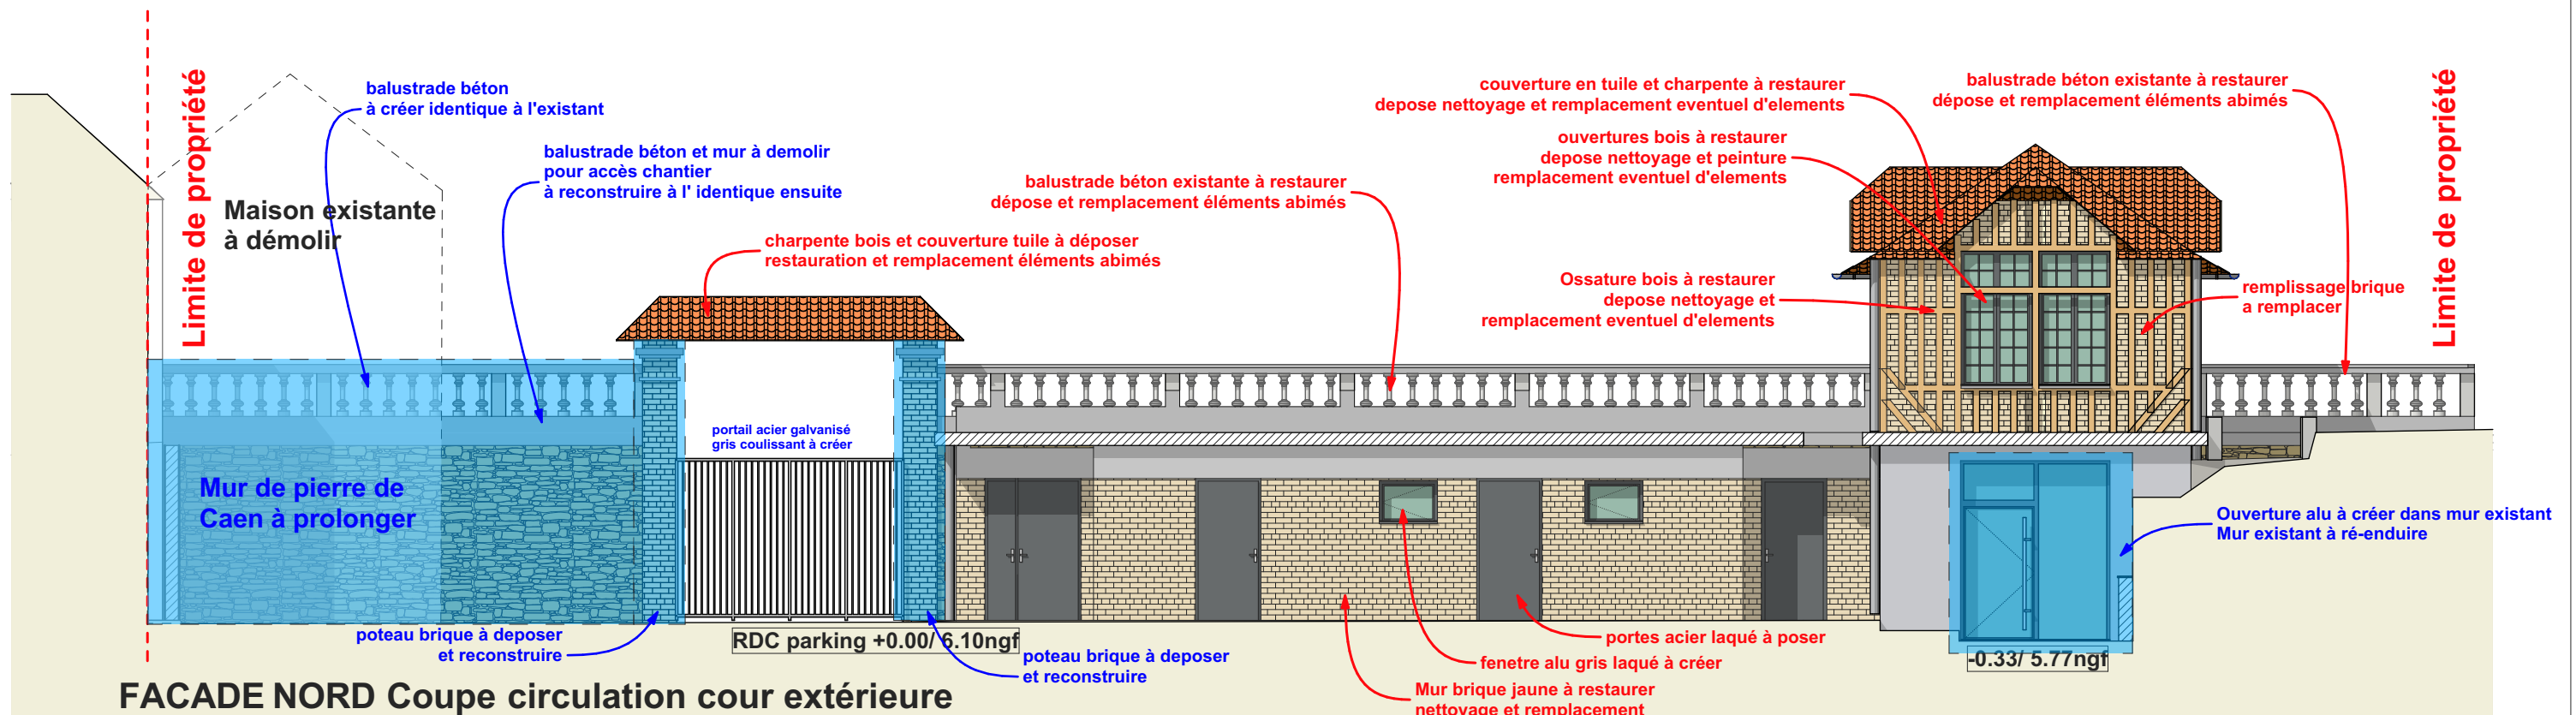 Limite de propriété
balustrade béton
à créer identique à l'existant
Maison existante
à démolir
balustrade béton et mur à demolir
pour accès chantier
à reconstruire à l' identique ensuite
charpente bois et couverture tuile à déposer
restauration et remplacement éléments abimés
balustrade béton existante à restaurer
dépose et remplacement éléments abimés
couverture en tuile et charpente à restaurer
depose nettoyage et remplacement eventuel d'elements
ouvertures bois à restaurer
depose nettoyage et peinture
remplacement eventuel d'elements
Ossature bois à restaurer
depose nettoyage et
remplacement eventuel d'elements
balustrade béton existante à restaurer
dépose et remplacement éléments abimés
remplissage brique
a remplacer
Limite de propriété
portail acier galvanisé
gris coulissant à créer
Mur de pierre de
Caen à prolonger
Ouverture alu à créer dans mur existant
Mur existant à ré-enduire
poteau brique à deposer
et reconstruire
RDC parking +0.00/ 6.10ngf
poteau brique à deposer
et reconstruire
portes acier laqué à poser
fenetre alu gris laqué à créer
Mur brique jaune à restaurer
nettoyage et remplacement
-0.33/ 5.77ngf
FACADE NORD Coupe circulation cour extérieure